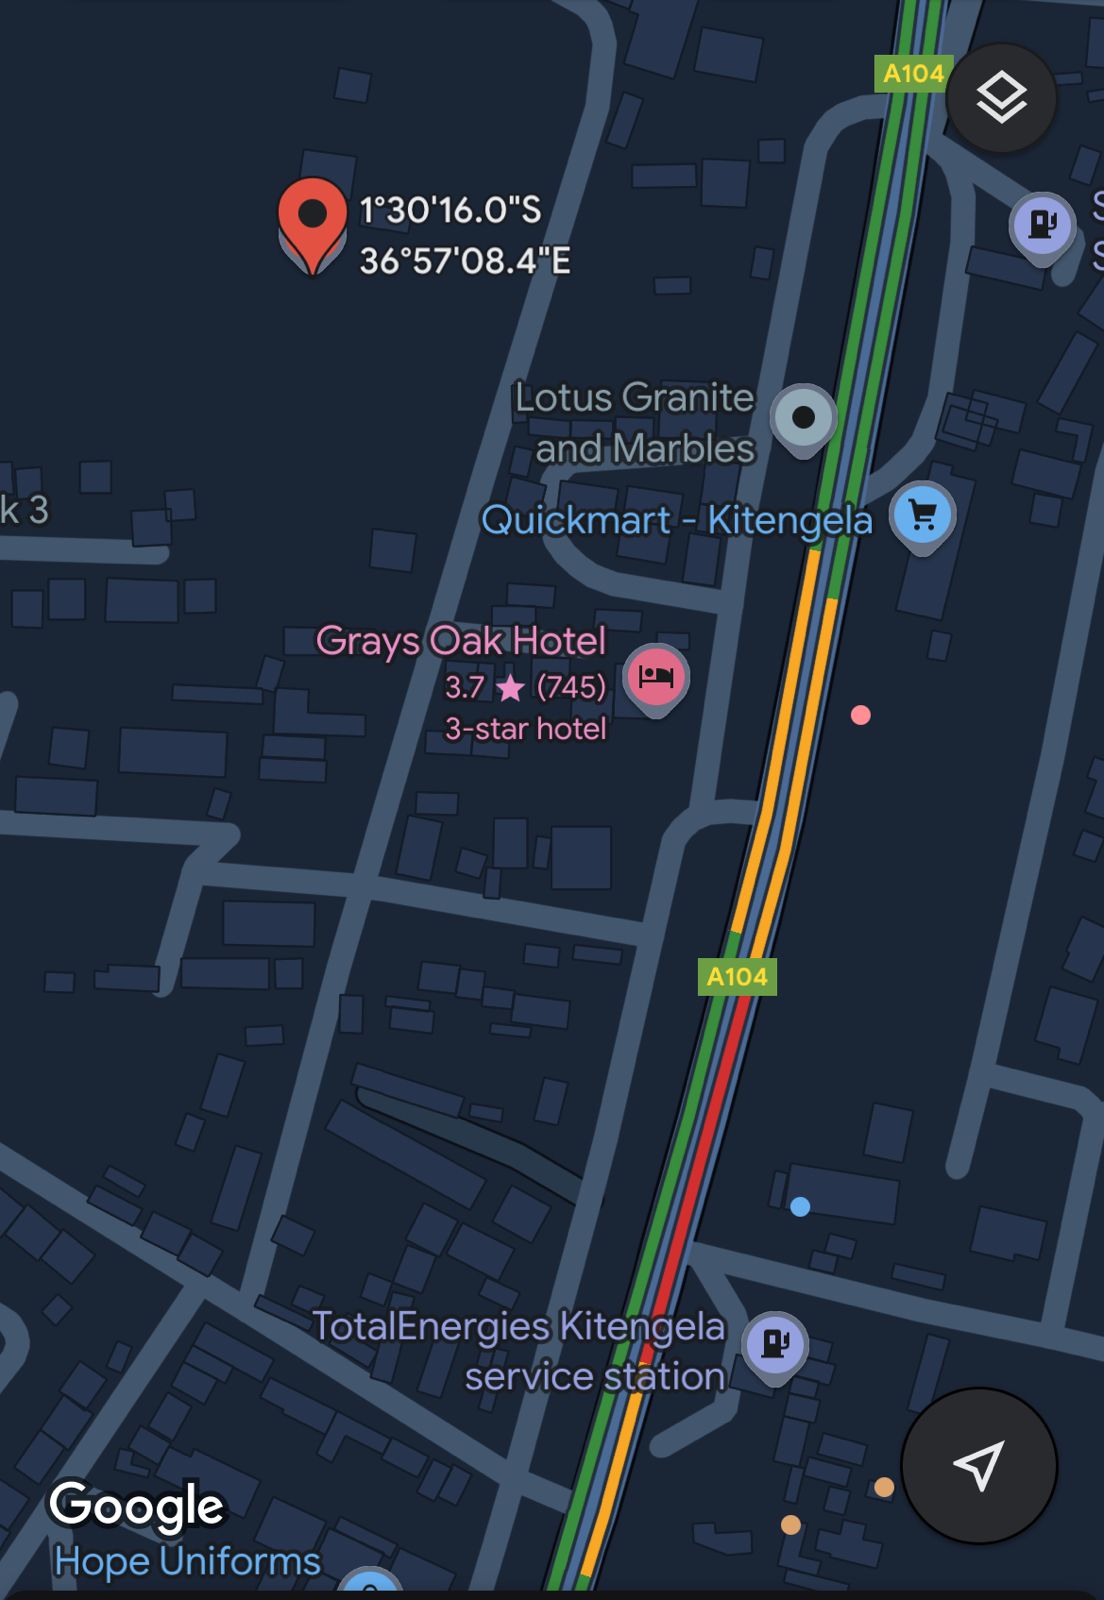 A104
1°30'16.0"S
36°57'08.4"E
S
S
Lotus Granite
and Marbles
k 3
Quickmart - Kitengela
Grays Oak Hotel
3.7 ★ (745)
3-star hotel
A104
TotalEnergies Kitengela
service station
Google
Hope Uniforms